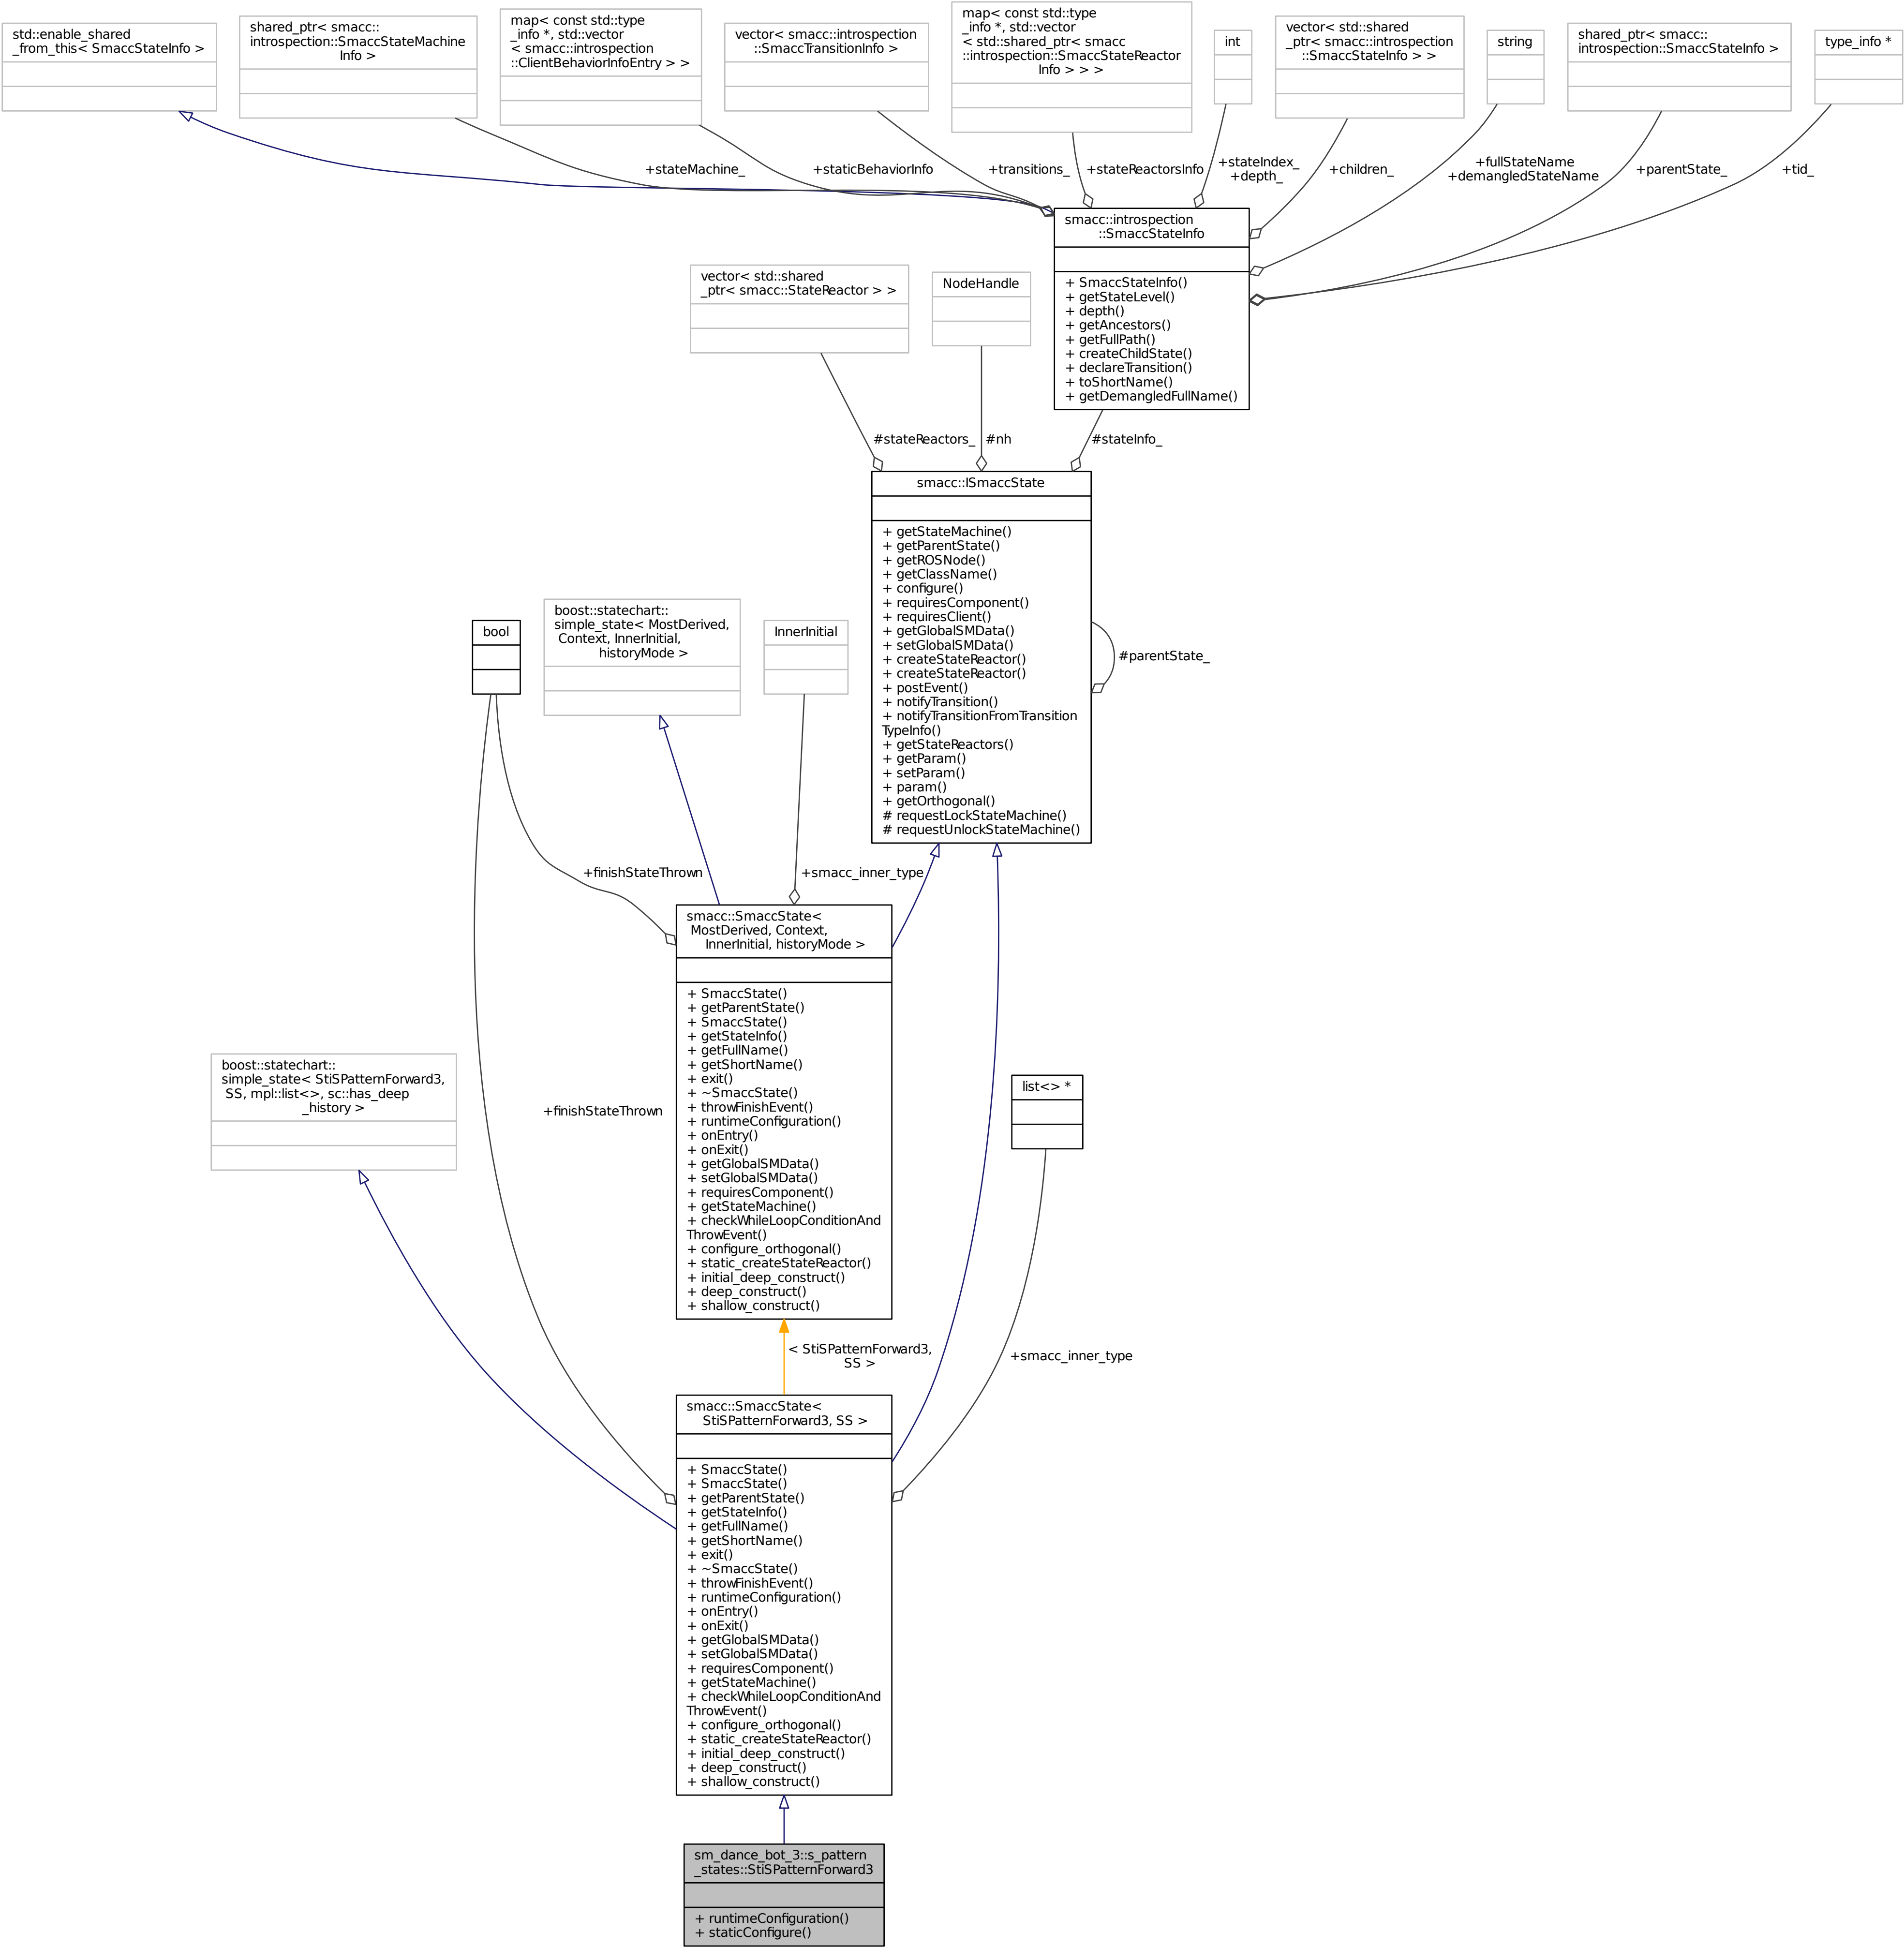 std::enable_shared
_from_this< SmaccStateInfo >
shared_ptr< smacc::
introspection::SmaccStateMachine
Info >
map< const std::type
_info *, std::vector
< smacc::introspection
::ClientBehaviorInfoEntry > >
vector< smacc::introspection
::SmaccTransitionInfo >
map< const std::type
_info *, std::vector
< std::shared_ptr< smacc
::introspection::SmaccStateReactor
Info > > >
int
vector< std::shared
_ptr< smacc::introspection
::SmaccStateInfo > >
string
shared_ptr< smacc::
introspection::SmaccStateInfo >
type_info *
+stateMachine_
+staticBehaviorInfo
+transitions_
+stateReactorsInfo
+stateIndex_
+depth_
+children_
+fullStateName
+demangledStateName
+parentState_
+tid_
smacc::introspection
::SmaccStateInfo
+ SmaccStateInfo()
+ getStateLevel()
+ depth()
+ getAncestors()
+ getFullPath()
+ createChildState()
+ declareTransition()
+ toShortName()
+ getDemangledFullName()
vector< std::shared
_ptr< smacc::StateReactor > >
NodeHandle
#stateReactors_
#nh
#stateInfo_
smacc::ISmaccState
+ getStateMachine()
+ getParentState()
+ getROSNode()
+ getClassName()
+ configure()
+ requiresComponent()
+ requiresClient()
+ getGlobalSMData()
+ setGlobalSMData()
+ createStateReactor()
+ createStateReactor()
+ postEvent()
+ notifyTransition()
+ notifyTransitionFromTransition
TypeInfo()
+ getStateReactors()
+ getParam()
+ setParam()
+ param()
+ getOrthogonal()
# requestLockStateMachine()
# requestUnlockStateMachine()
#parentState_
bool
boost::statechart::
simple_state< MostDerived,
Context, InnerInitial,
historyMode >
InnerInitial
+finishStateThrown
+smacc_inner_type
smacc::SmaccState<
MostDerived, Context,
InnerInitial, historyMode >
+ SmaccState()
+ getParentState()
+ SmaccState()
+ getStateInfo()
+ getFullName()
+ getShortName()
+ exit()
+ ~SmaccState()
+ throwFinishEvent()
+ runtimeConfiguration()
+ onEntry()
+ onExit()
+ getGlobalSMData()
+ setGlobalSMData()
+ requiresComponent()
+ getStateMachine()
+ checkWhileLoopConditionAnd
ThrowEvent()
+ configure_orthogonal()
+ static_createStateReactor()
+ initial_deep_construct()
+ deep_construct()
+ shallow_construct()
boost::statechart::
simple_state< StiSPatternForward3,
SS, mpl::list<>, sc::has_deep
_history >
+finishStateThrown
list<> *
< StiSPatternForward3,
SS >
+smacc_inner_type
smacc::SmaccState<
StiSPatternForward3, SS >
+ SmaccState()
+ SmaccState()
+ getParentState()
+ getStateInfo()
+ getFullName()
+ getShortName()
+ exit()
+ ~SmaccState()
+ throwFinishEvent()
+ runtimeConfiguration()
+ onEntry()
+ onExit()
+ getGlobalSMData()
+ setGlobalSMData()
+ requiresComponent()
+ getStateMachine()
+ checkWhileLoopConditionAnd
ThrowEvent()
+ configure_orthogonal()
+ static_createStateReactor()
+ initial_deep_construct()
+ deep_construct()
+ shallow_construct()
sm_dance_bot_3::s_pattern
_states::StiSPatternForward3
+ runtimeConfiguration()
+ staticConfigure()